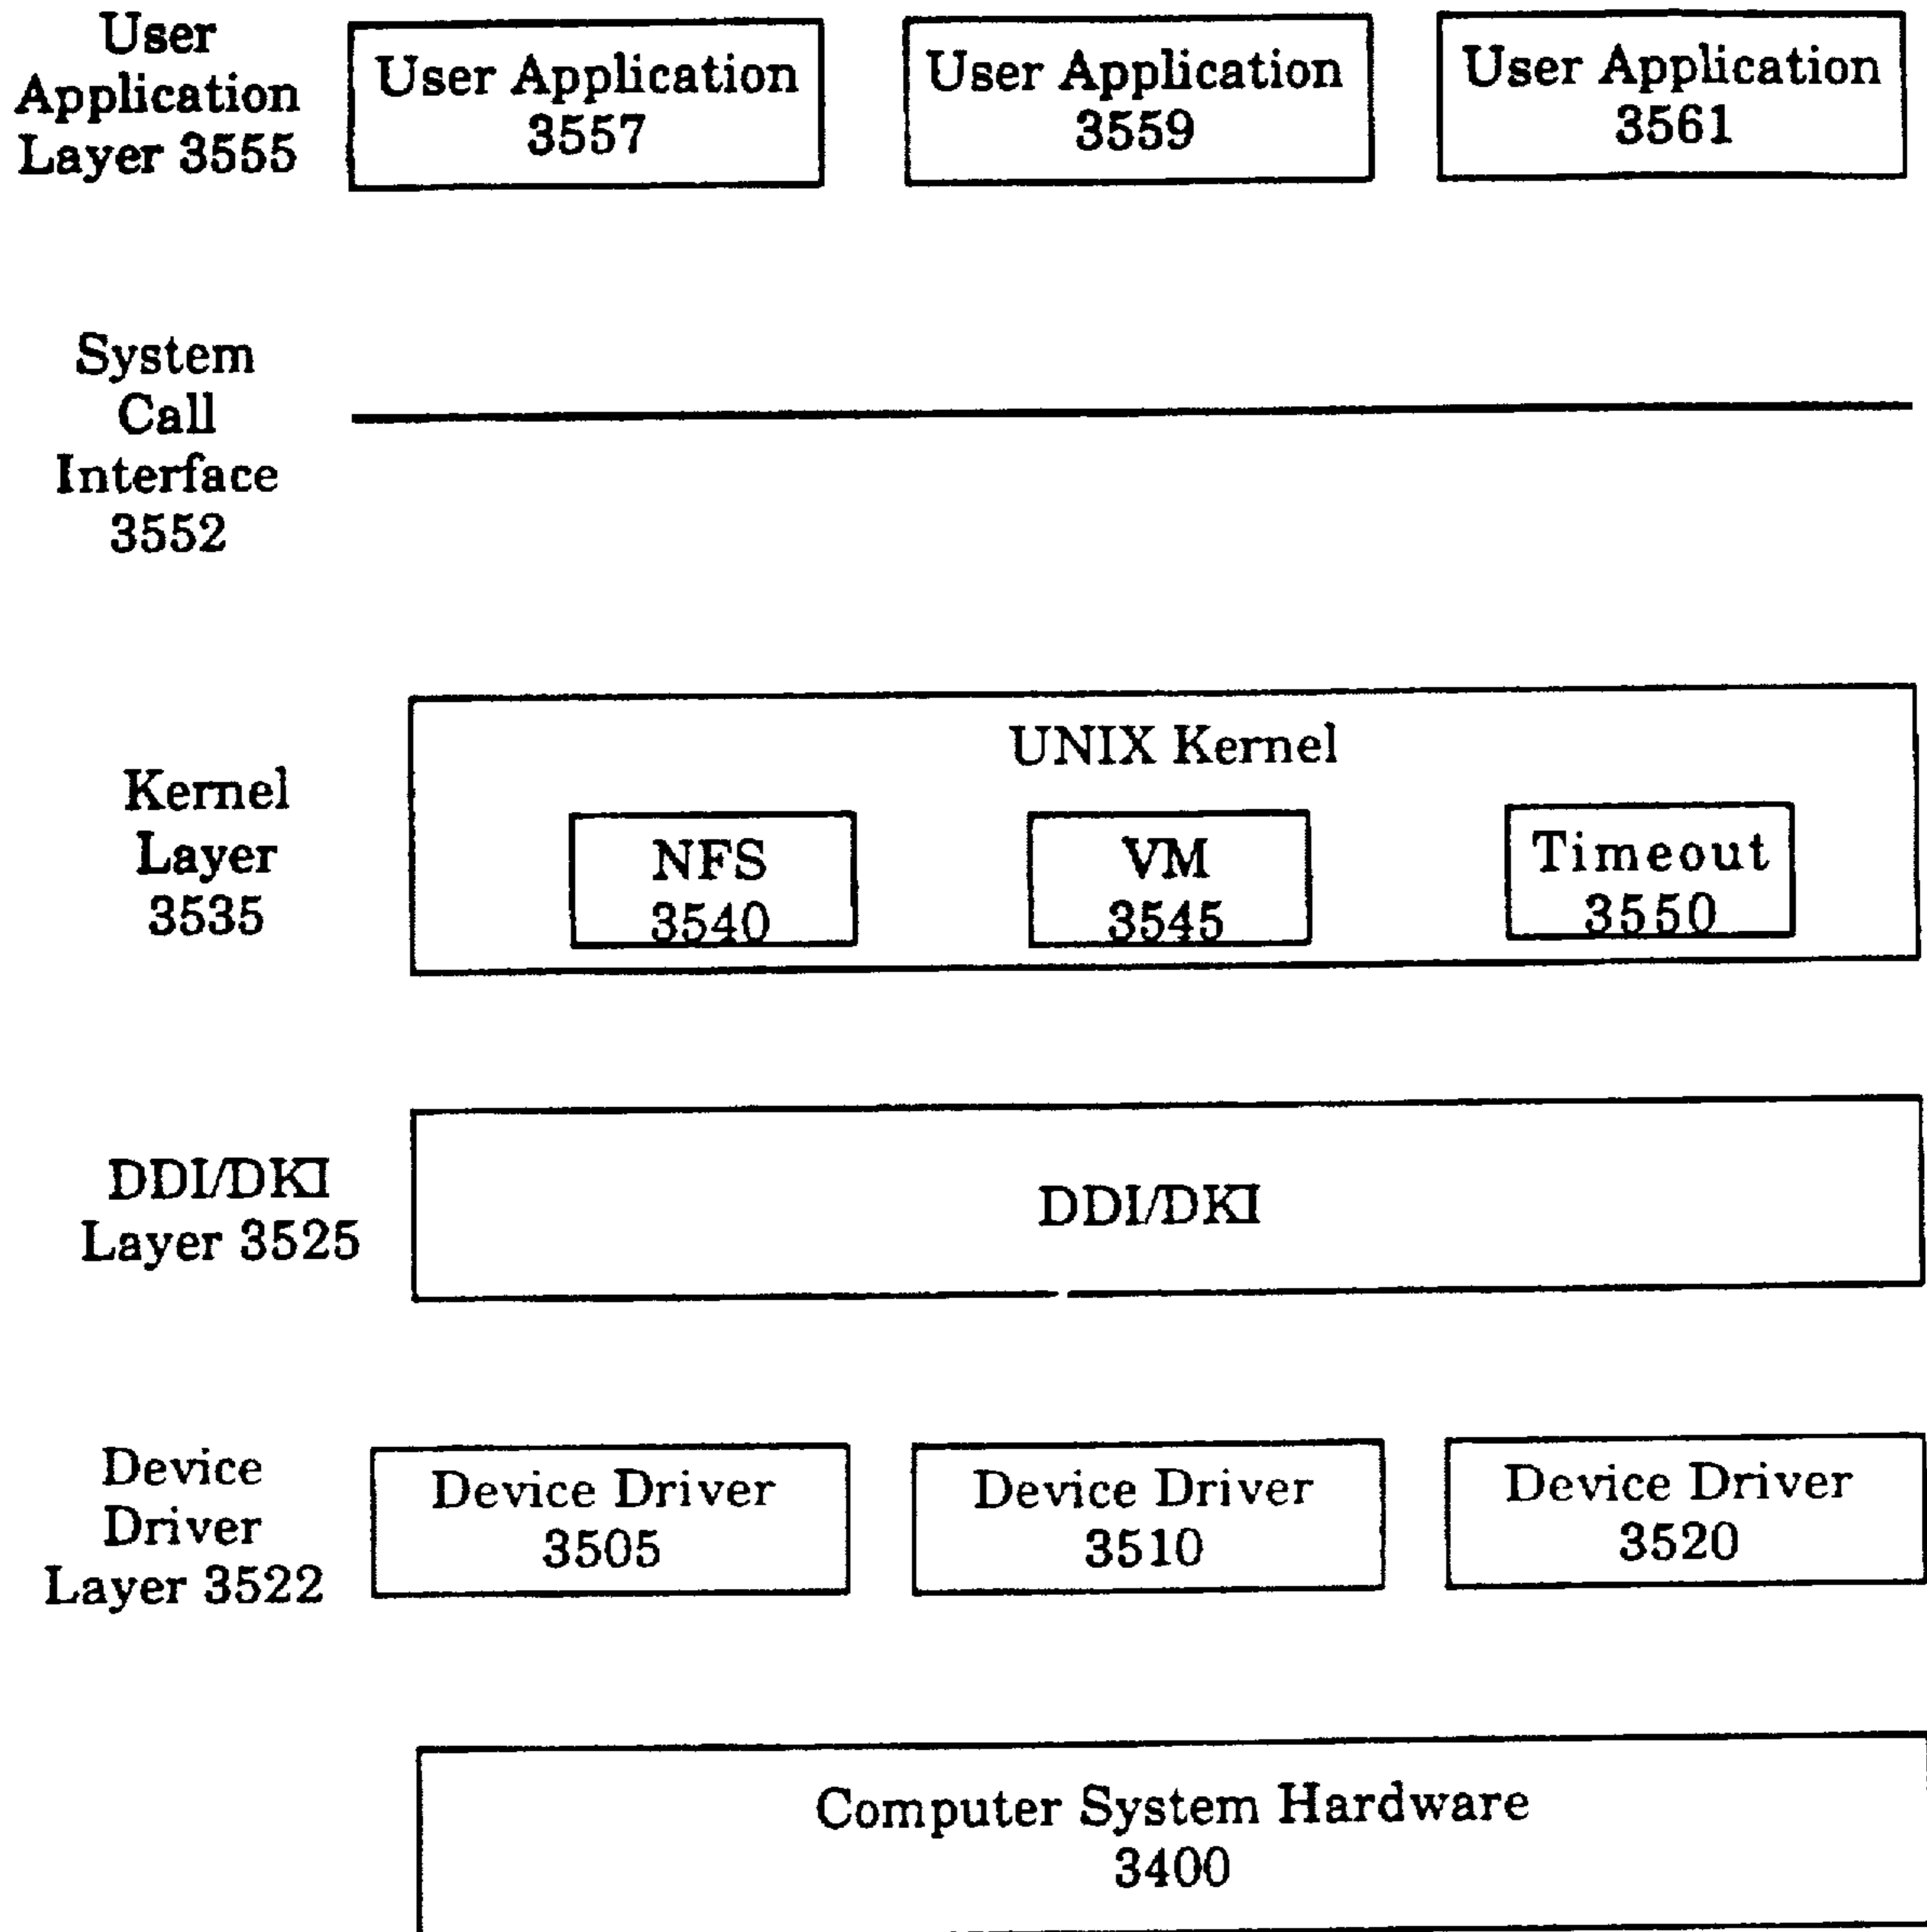 User
Application
Layer 3555
User Application
3557
User Application
3559
User Application
3561
System
Call
Interface
3552
Kernel
Layer
3535
UNIX Kernel
NFS
3540
VM
3545
Timeout
3550
DDI/DKI
Layer 3525
DDI/DKI
Device
Driver
Layer 3522
Device Driver
3505
Device Driver
3510
Device Driver
3520
Computer System Hardware
3400